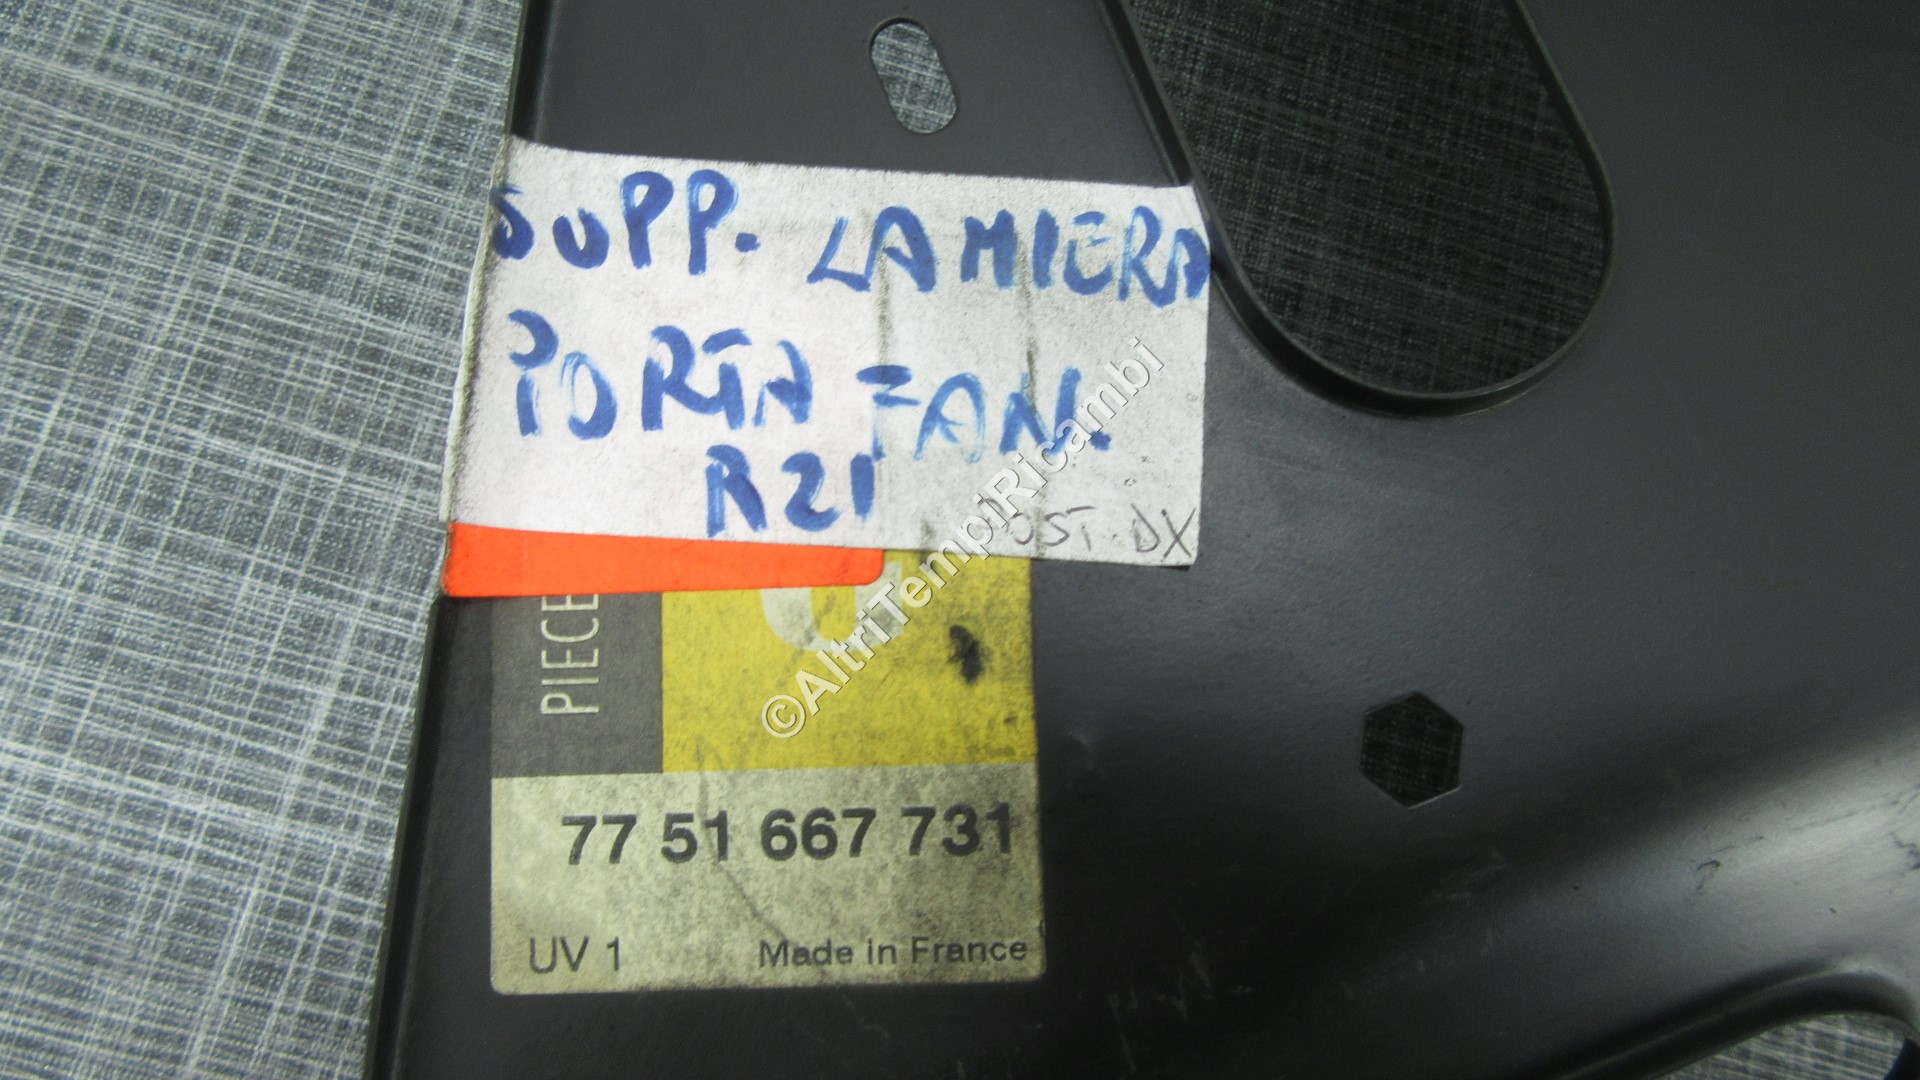 SUPP. LAMIERA
PORTA FAN.
R21
POST. DX
PIECE
77 51 667 731
UV 1 Made in France
©AltriTempiRicambi